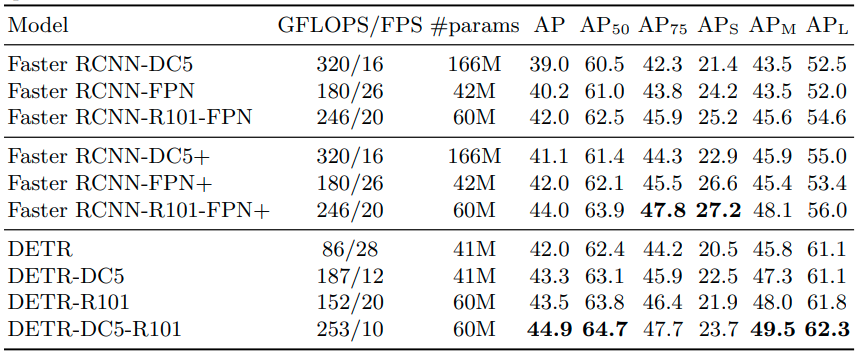 Model GFLOPS/FPS #params AP AP50 AP75 APS APM APL
Faster RCNN-DC5 320/16 166M 39.0 60.5 42.3 21.4 43.5 52.5
Faster RCNN-FPN 180/26 42M 40.2 61.0 43.8 24.2 43.5 52.0
Faster RCNN-R101-FPN 246/20 60M 42.0 62.5 45.9 25.2 45.6 54.6
Faster RCNN-DC5+ 320/16 166M 41.1 61.4 44.3 22.9 45.9 55.0
Faster RCNN-FPN+ 180/26 42M 42.0 62.1 45.5 26.6 45.4 53.4
Faster RCNN-R101-FPN+ 246/20 60M 44.0 63.9 47.8 27.2 48.1 56.0
DETR 86/28 41M 42.0 62.4 44.2 20.5 45.8 61.1
DETR-DC5 187/12 41M 43.3 63.1 45.9 22.5 47.3 61.1
DETR-R101 152/20 60M 43.5 63.8 46.4 21.9 48.0 61.8
DETR-DC5-R101 253/10 60M 44.9 64.7 47.7 23.7 49.5 62.3